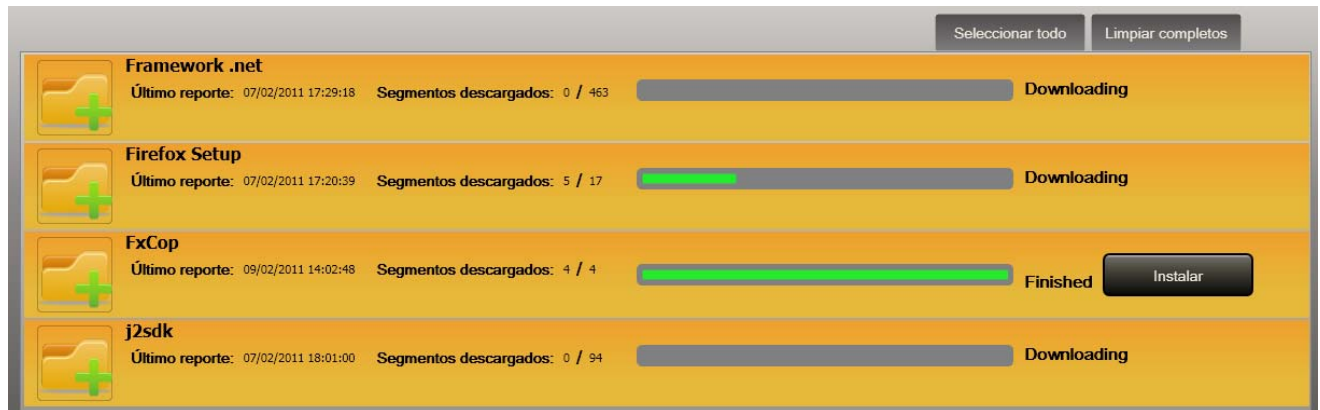 Seleccionar todo Limpiar completos
Framework .net
Último reporte: 07/02/2011 17:29:18 Segmentos descargados: 0 / 463 Downloading
Firefox Setup
Último reporte: 07/02/2011 17:20:39 Segmentos descargados: 5 / 17 Downloading
FxCop
Último reporte: 09/02/2011 14:02:48 Segmentos descargados: 4 / 4 Finished Instalar
j2sdk
Último reporte: 07/02/2011 18:01:00 Segmentos descargados: 0 / 94 Downloading